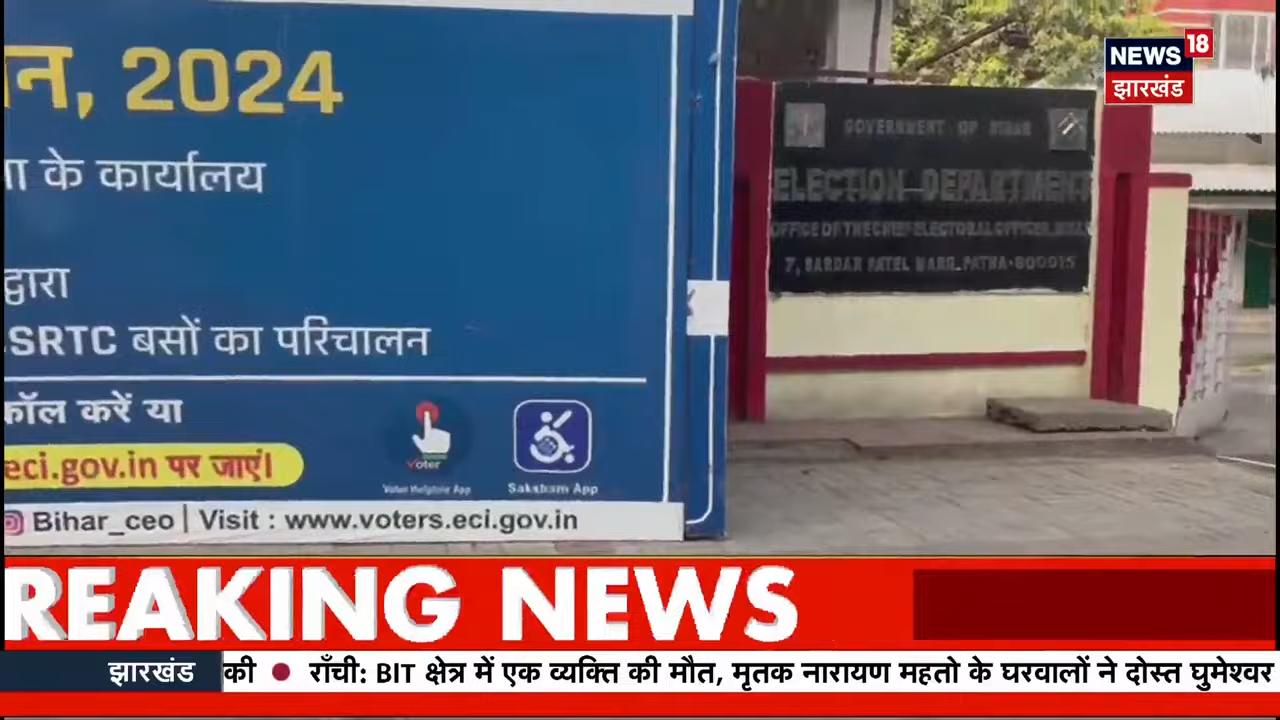 न, 2024
के कार्यालय
द्वारा
SRTC बसों का परिचालन
कॉल करें या
eci.gov.in पर जाएं।
Voter
Voter Helpline App
Saksham App
Bihar_ceo | Visit : www.voters.eci.gov.in
GOVERNMENT OF BIHAR
ELECTION DEPARTMENT
OFFICE OF THE CHIEF ELECTORAL OFFICER, BIHAR
7, SARDAR PATEL MARG, PATNA-800015
NEWS 18
झारखंड
REAKING NEWS
झारखंड
की ● राँची: BIT क्षेत्र में एक व्यक्ति की मौत, मृतक नारायण महतो के घरवालों ने दोस्त घुमेश्वर